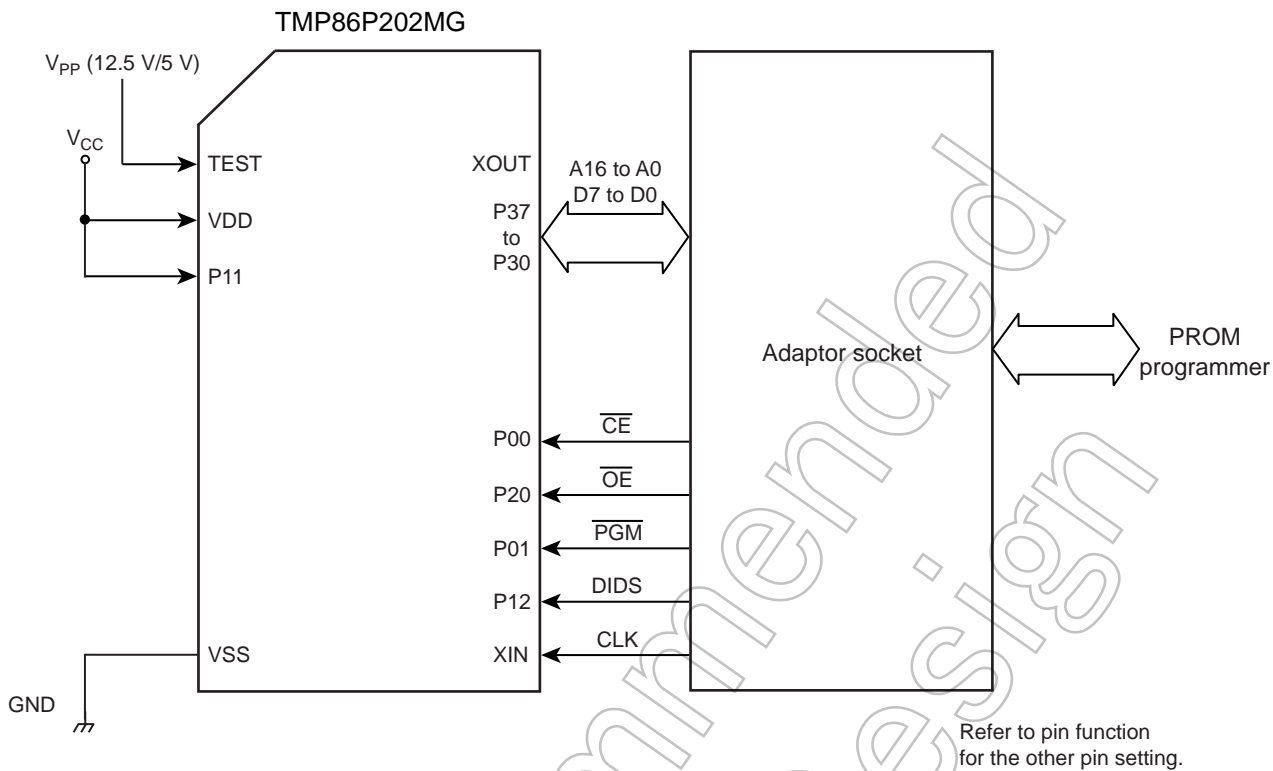 TMP86P202MG
VPP (12.5 V/5 V)
VCC
TEST
VDD
P11
VSS
GND
XOUT
P37
to
P30
A16 to A0
D7 to D0
P00
CE
P20
OE
P01
PGM
P12
DIDS
XIN
CLK
Adaptor socket
PROM
programmer
Refer to pin function
for the other pin setting.
mmended
esign